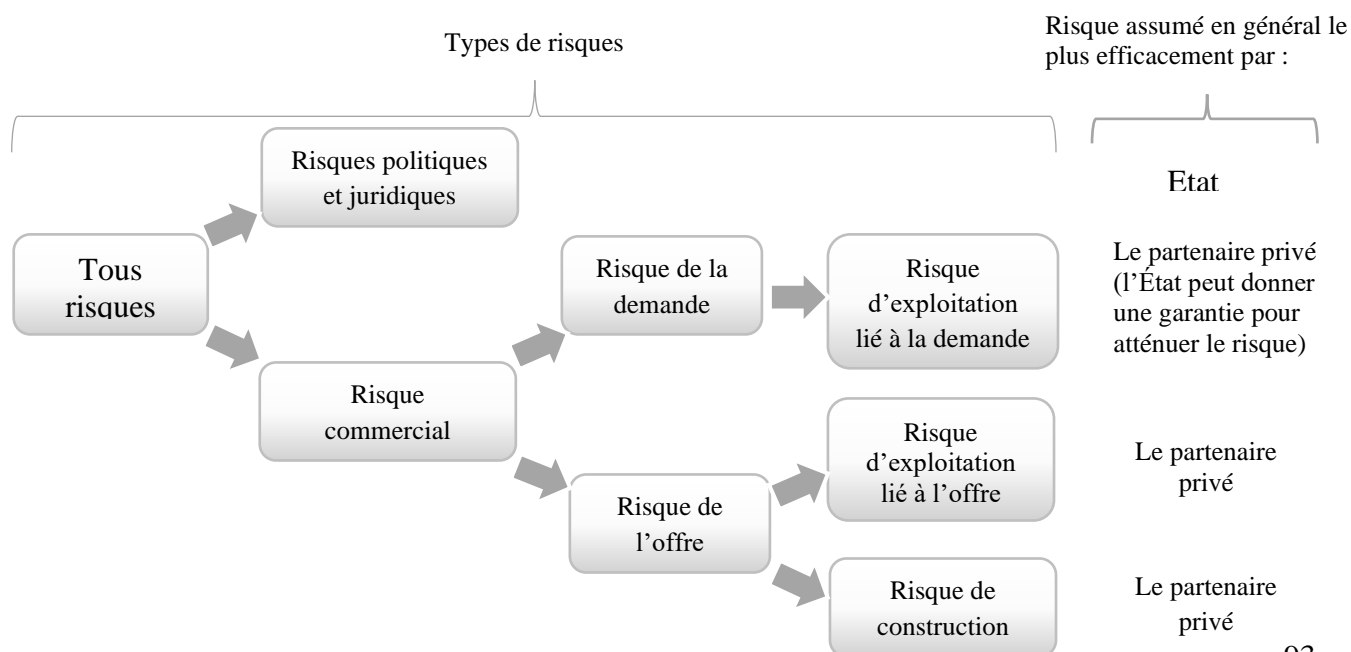 Types de risques
Risque assumé en général le
plus efficacement par :
Risques politiques
et juridiques
Etat
Tous
risques
Risque de la
demande
Risque
d’exploitation
lié à la demande
Le partenaire privé
(l’État peut donner
une garantie pour
atténuer le risque)
Risque
commercial
Risque
d’exploitation
lié à l’offre
Le partenaire
privé
Risque de
l’offre
Risque de
construction
Le partenaire
privé